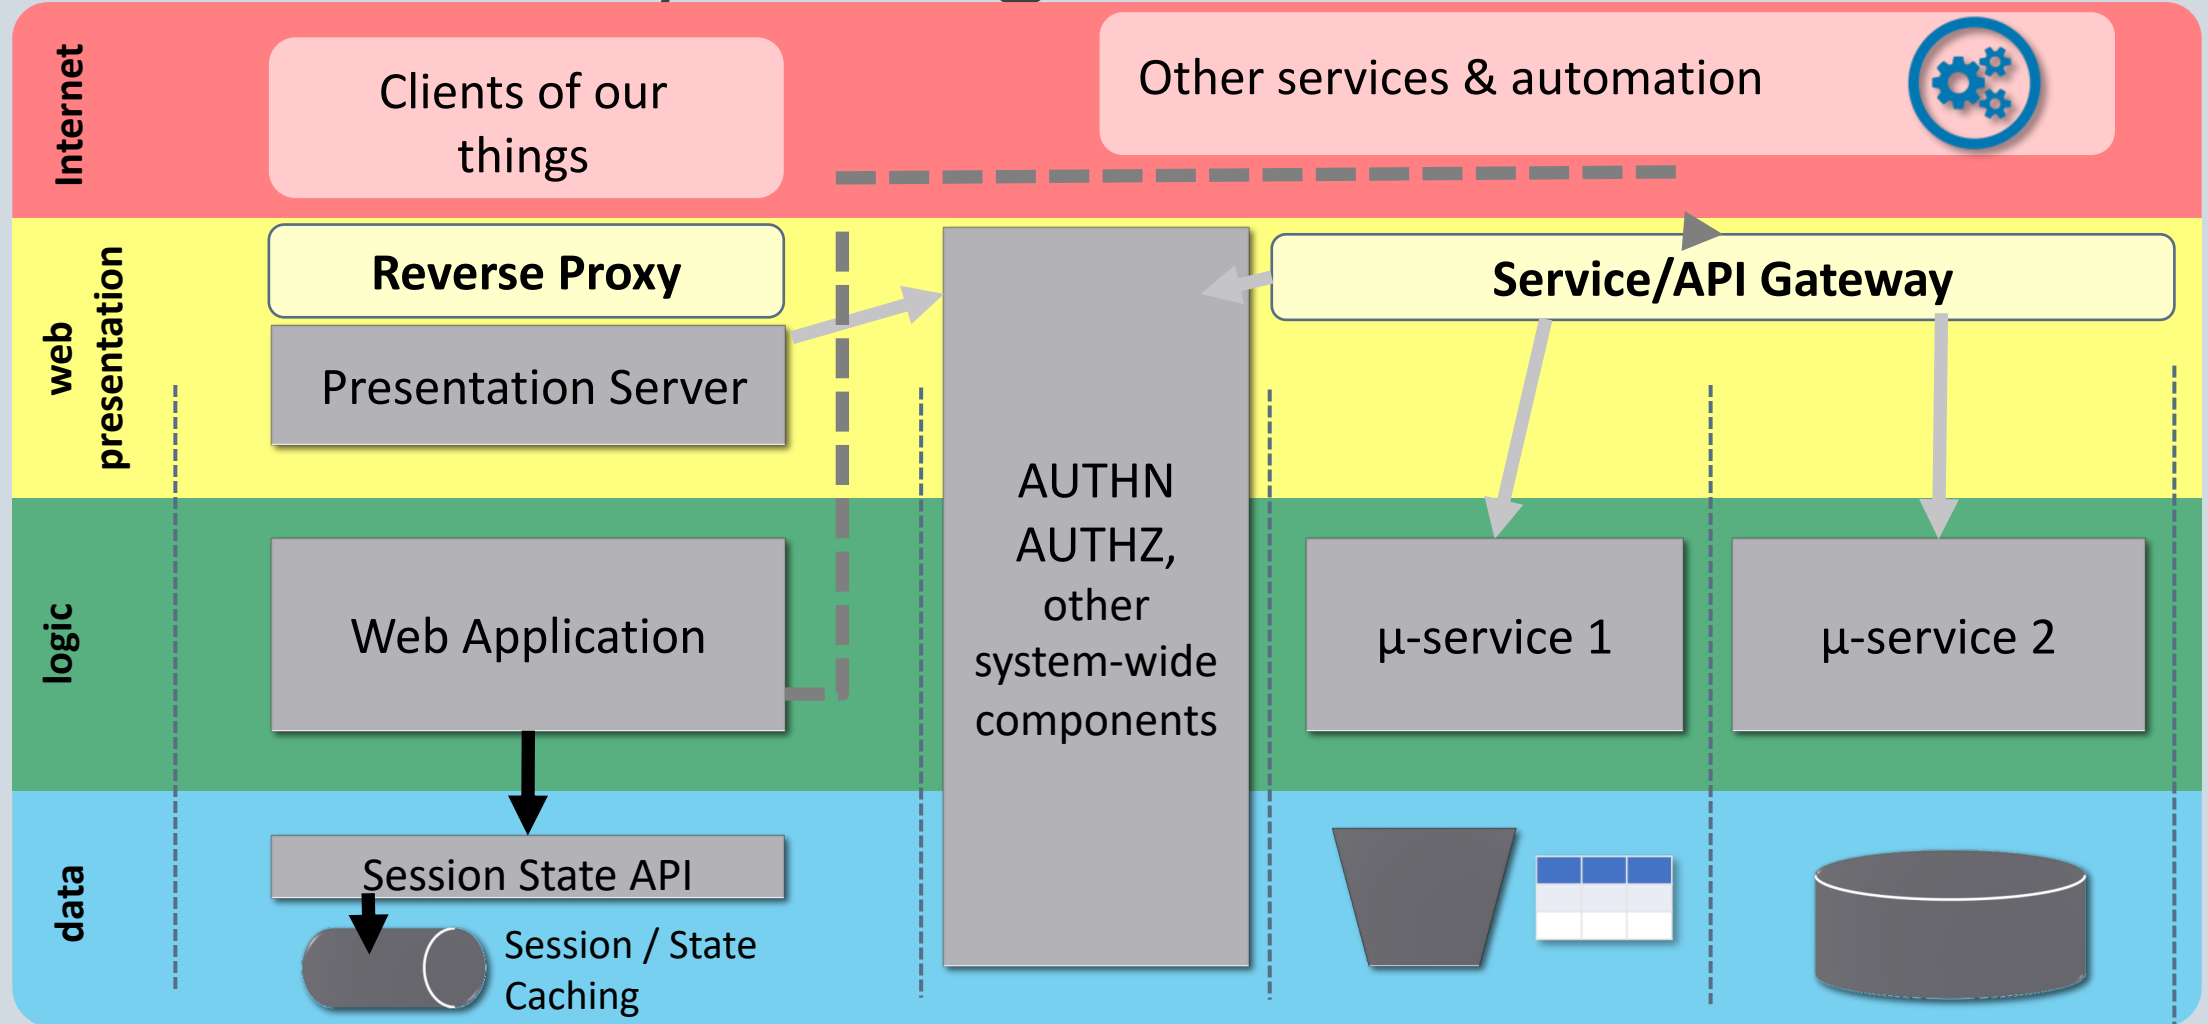 Internet
Clients of our
things
Other services & automation
web
presentation
Reverse Proxy
Presentation Server
Service/API Gateway
AUTHN
AUTHZ,
other
system-wide
components
logic
Web Application
µ-service 1
µ-service 2
data
Session State API
Session / State
Caching